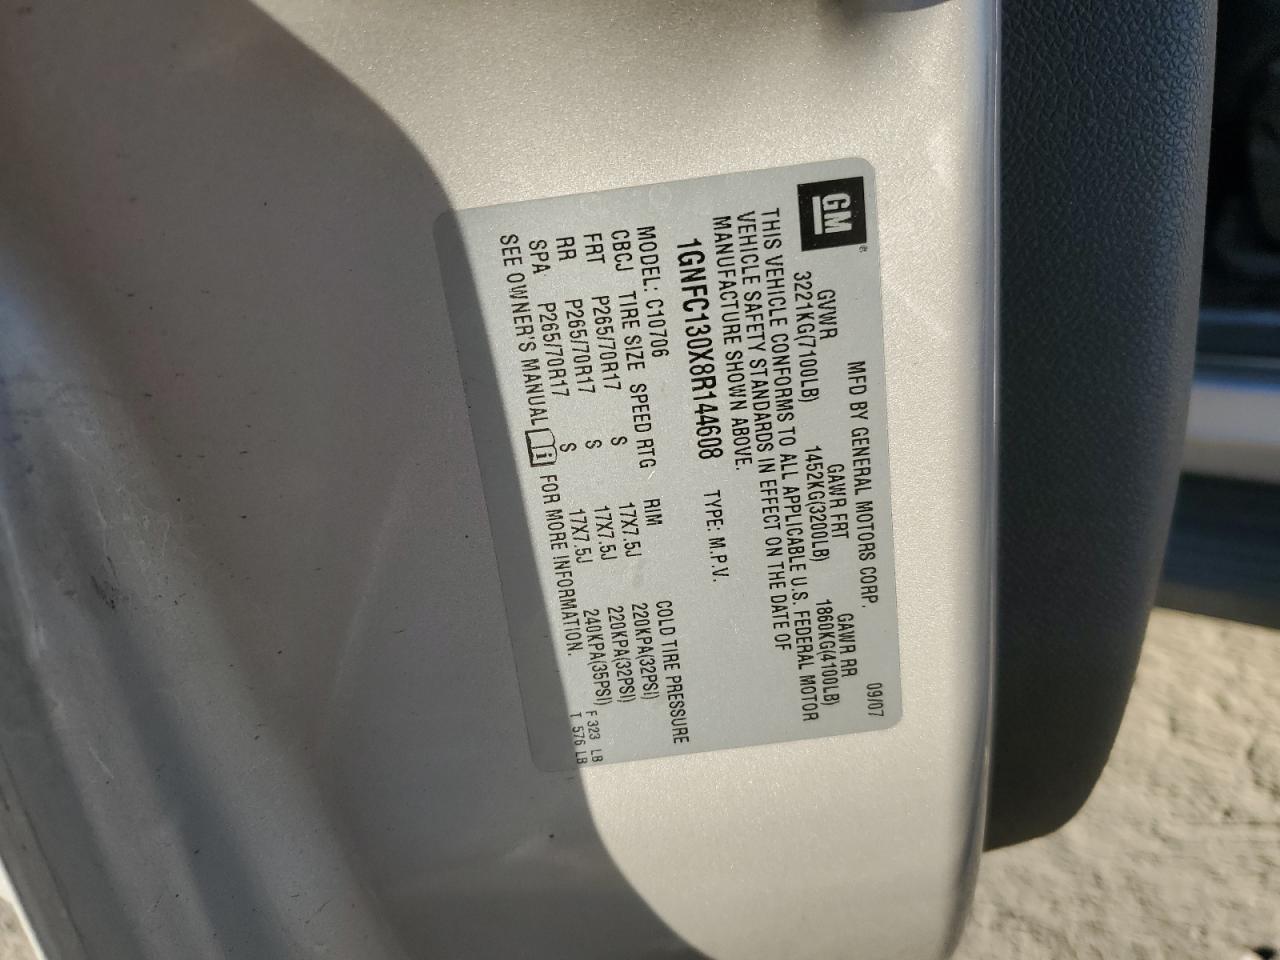 GM®
MFD BY GENERAL MOTORS CORP. 09/07
GVWR GAWR FRT GAWR RR
3221KG(7100LB) 1452KG(3200LB) 1860KG(4100LB)
THIS VEHICLE CONFORMS TO ALL APPLICABLE U.S. FEDERAL MOTOR
VEHICLE SAFETY STANDARDS IN EFFECT ON THE DATE OF
MANUFACTURE SHOWN ABOVE.
1GNFC130X8R144608 TYPE: M.P.V.
MODEL: C10706
CBCJ TIRE SIZE SPEED RTG RIM COLD TIRE PRESSURE
FRT P265/70R17 S 17X7.5J 220KPA(32PSI)
RR P265/70R17 S 17X7.5J 220KPA(32PSI)
SPA P265/70R17 S 17X7.5J 240KPA(35PSI)
SEE OWNER'S MANUAL i FOR MORE INFORMATION.
F 323 LB
T 576 LB